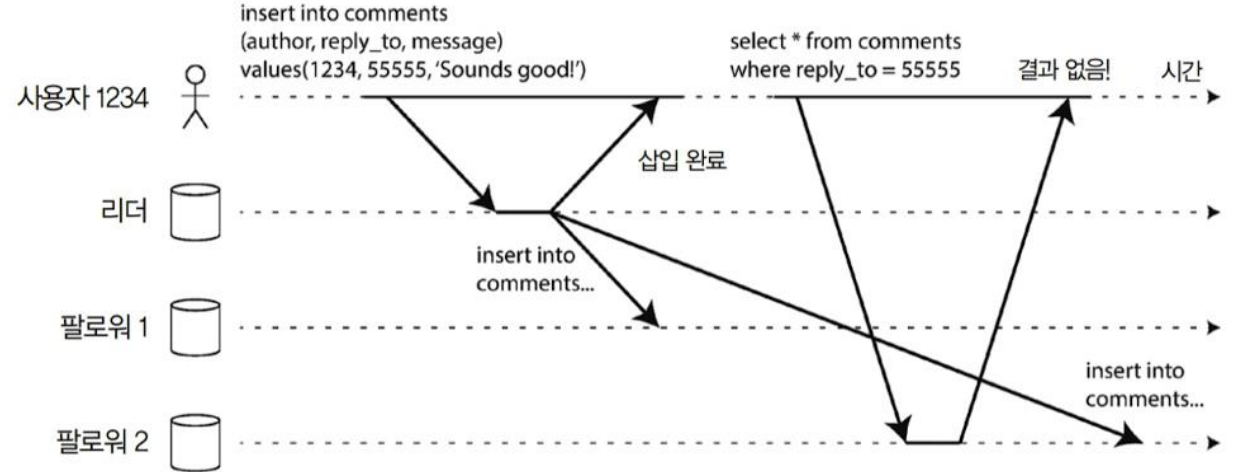 insert into comments
(author, reply_to, message)
values(1234, 55555, ‘Sounds good!’)
select * from comments
where reply_to = 55555
결과 없음!
시간
사용자 1234
삽입 완료
리더
insert into
comments...
팔로워 1
insert into
comments...
팔로워 2